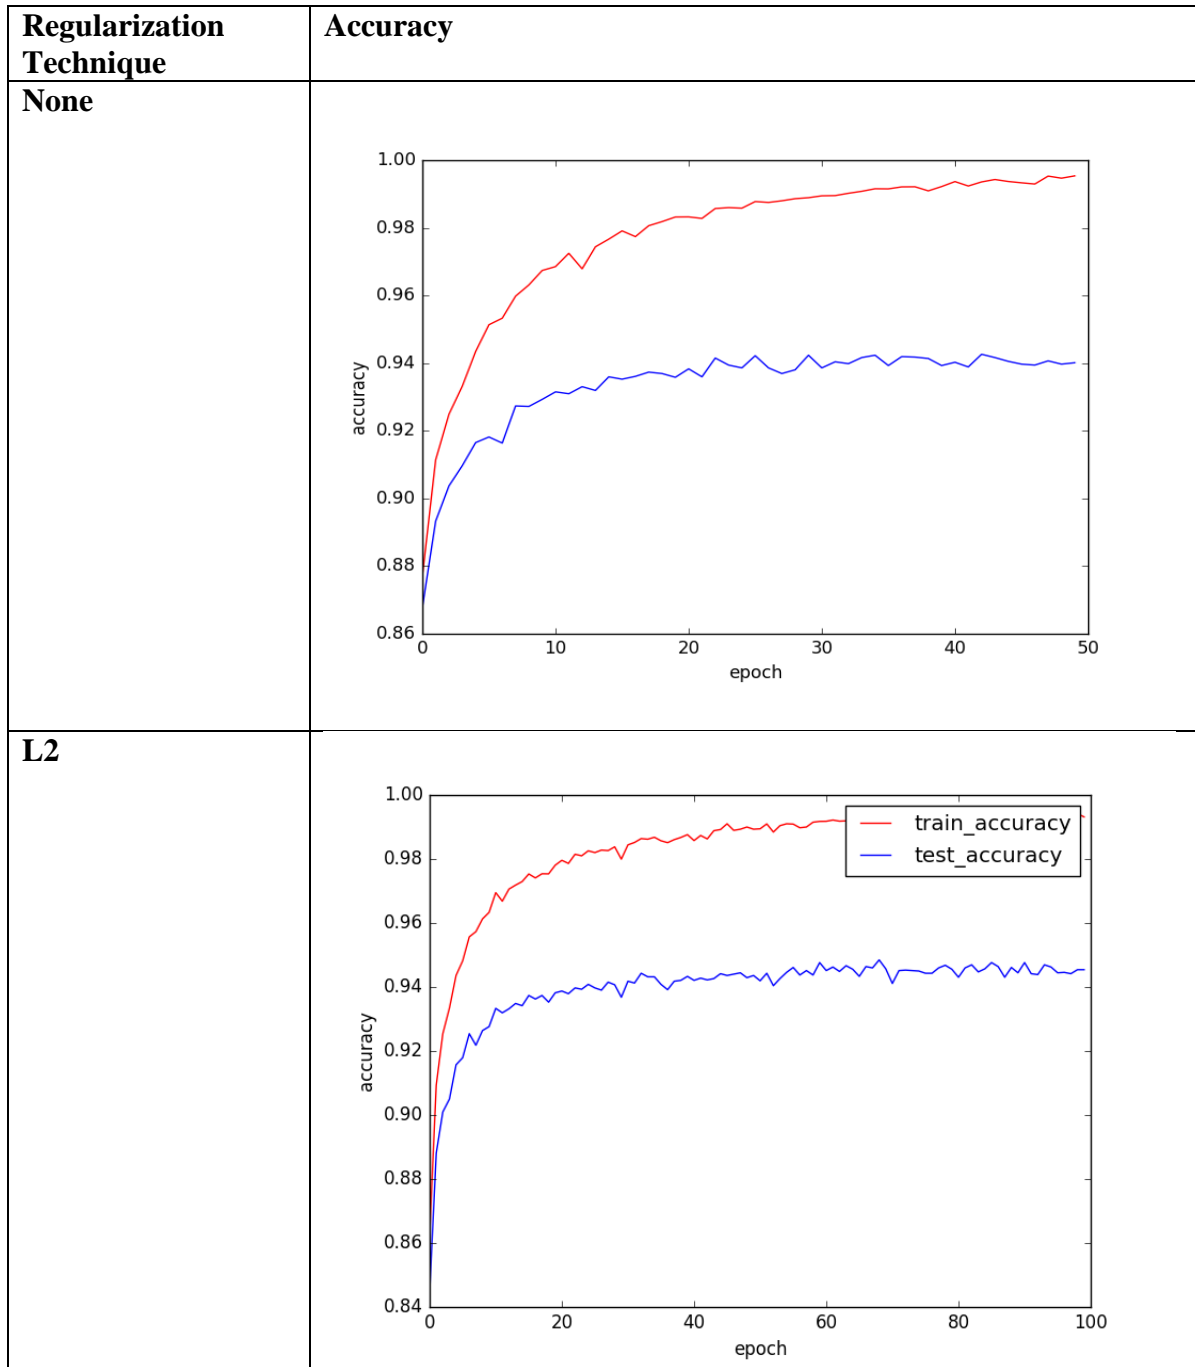 Regularization Accuracy
Technique
None
1.00
0.98
0.96
0.94
0.92
0.90
0.88
0.86
accuracy
0 10 20 30 40 50
epoch
L2
1.00
0.98
0.96
0.94
0.92
0.90
0.88
0.86
0.84
accuracy
train_accuracy
test_accuracy
0 20 40 60 80 100
epoch